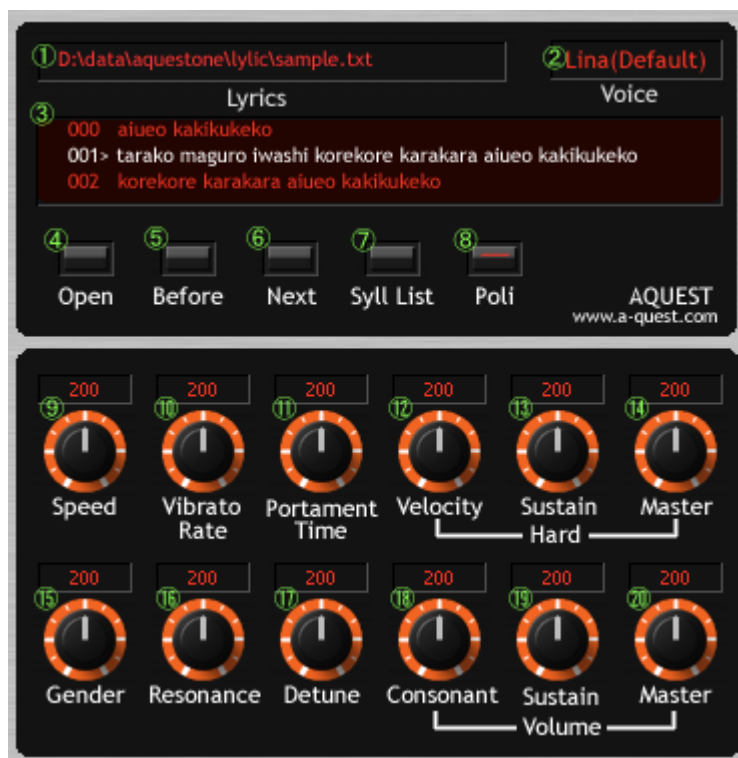 ① D:\data\aquestone\lylic\sample.txt ② Lina(Default)
Lyrics Voice
③
000 aiueo kakikukeko
001> tarako maguro iwashi korekore karakara aiueo kakikukeko
002 korekore karakara aiueo kakikukeko
④ ⑤ ⑥ ⑦ ⑧
Open Before Next Syll List Poli AQUEST
www.a-quest.com
200 200 200 200 200 200
⑨ ⑩ ⑪ ⑫ ⑬ ⑭
Speed Vibrato Portament Velocity Sustain Master
Rate Time Hard
200 200 200 200 200 200
⑮ ⑯ ⑰ ⑱ ⑲ ⑳
Gender Resonance Detune Consonant Sustain Master
Volume